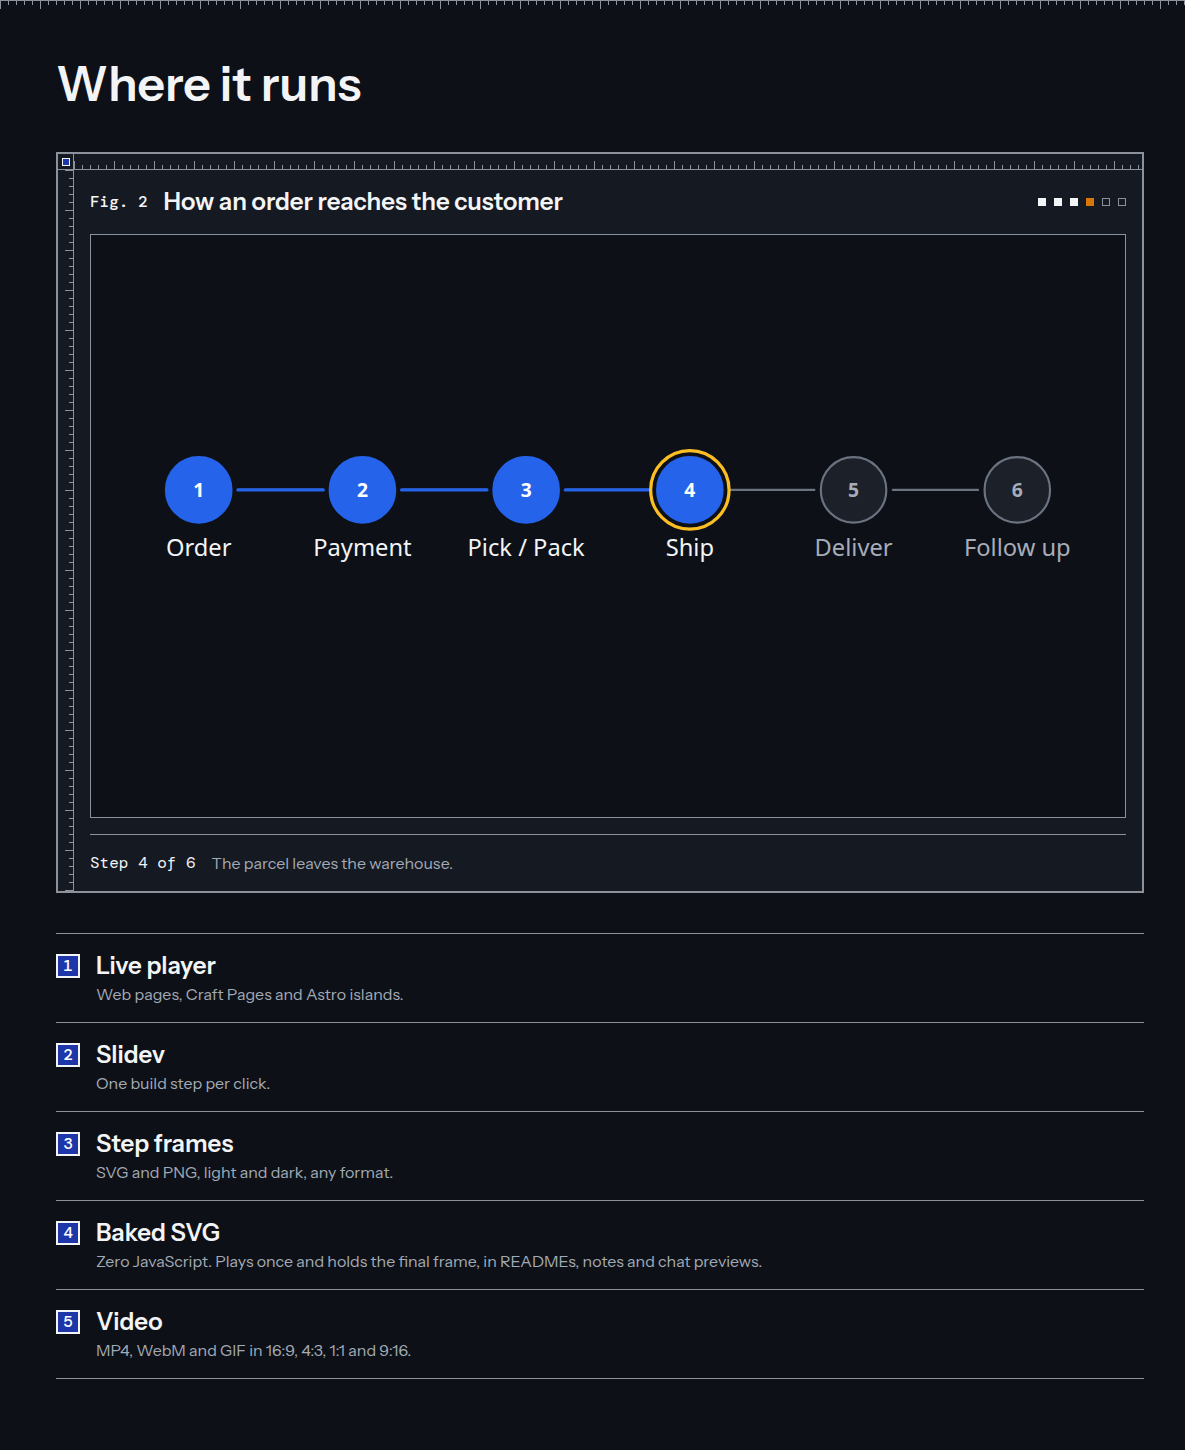 Where it runs
Fig. 2 How an order reaches the customer
1 2 3 4 5 6
Order Payment Pick / Pack Ship Deliver Follow up
Step 4 of 6 The parcel leaves the warehouse.
1 Live player
Web pages, Craft Pages and Astro islands.
2 Slidev
One build step per click.
3 Step frames
SVG and PNG, light and dark, any format.
4 Baked SVG
Zero JavaScript. Plays once and holds the final frame, in READMEs, notes and chat previews.
5 Video
MP4, WebM and GIF in 16:9, 4:3, 1:1 and 9:16.